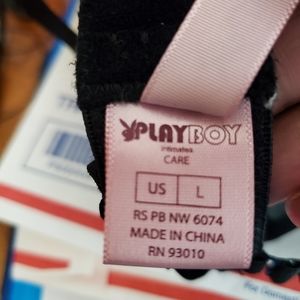 PLAYBOY
intimates
CARE
US L
RS PB NW 6074
MADE IN CHINA
RN 93010